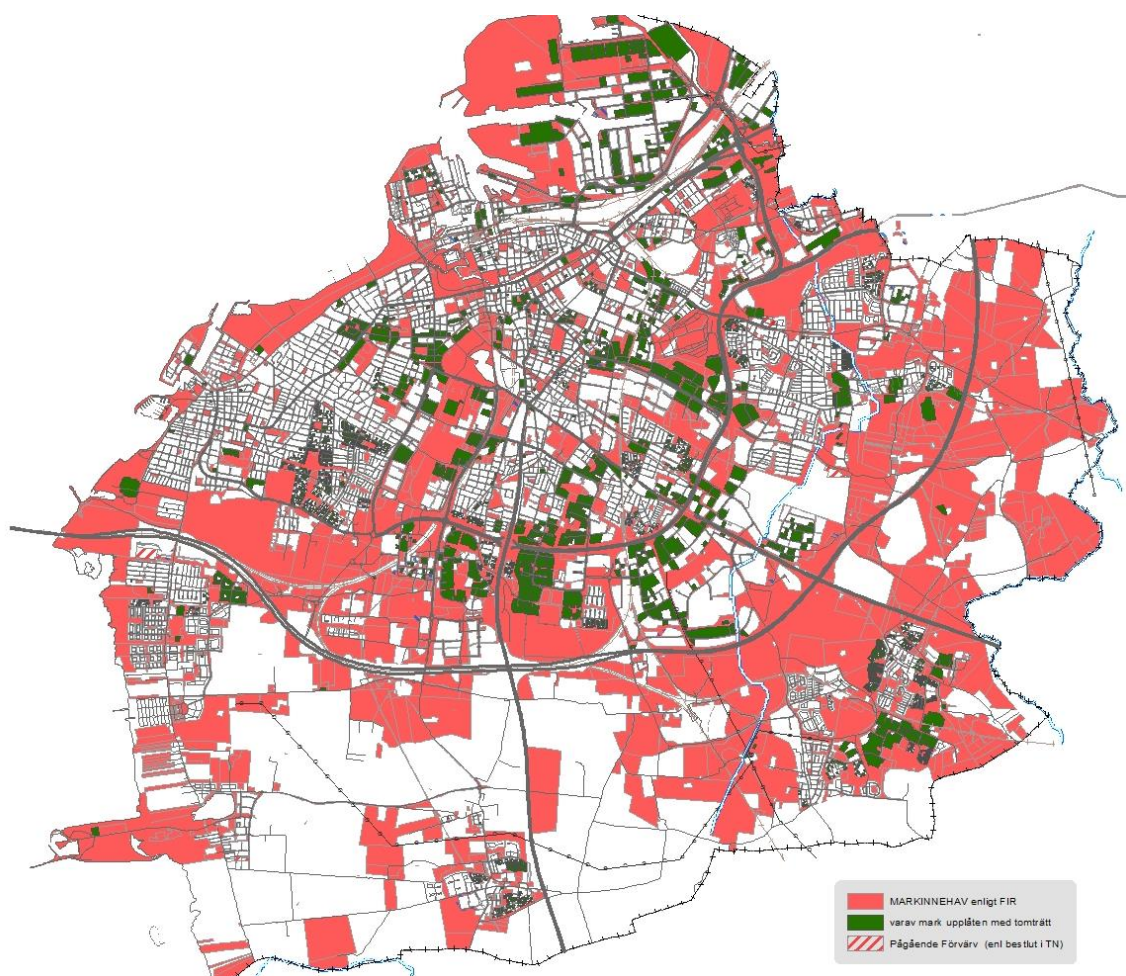 MARKINNEHAV enligt FIR
varav mark upplåten med tomträtt
Pågående Förvärv (enl beslut i TN)